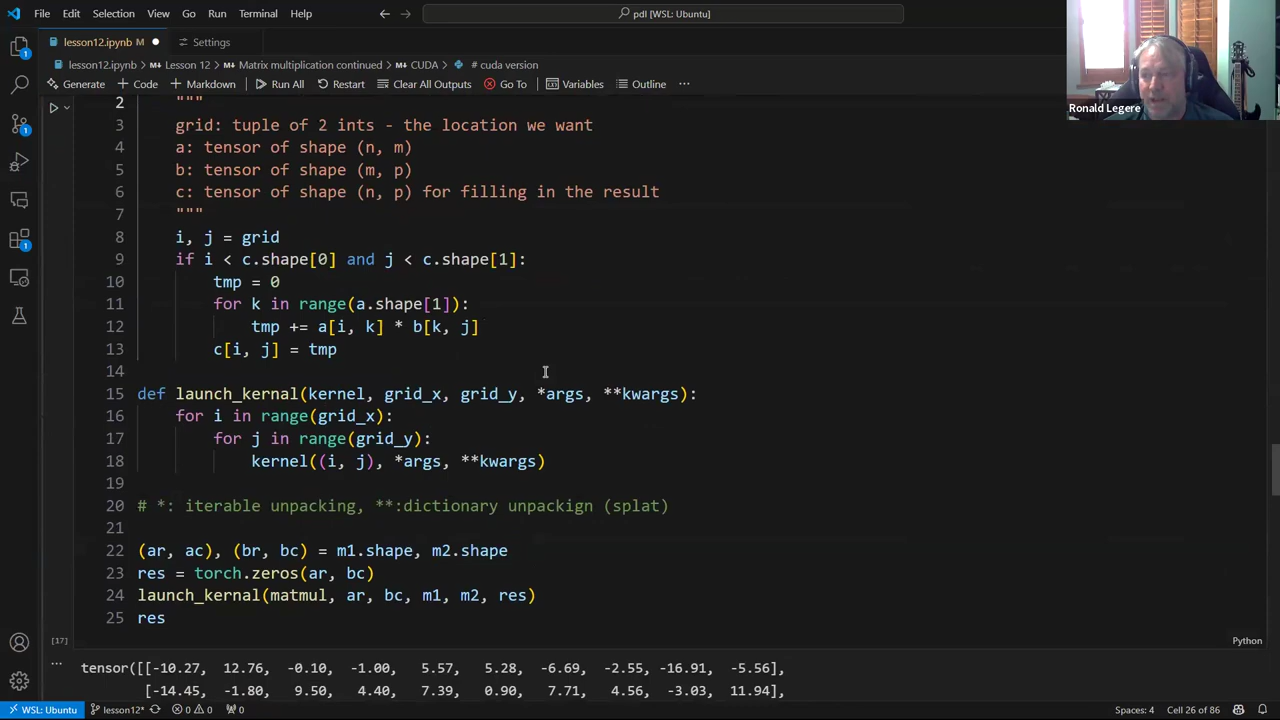 File Edit Selection View Go Run Terminal Help
pdl [WSL: Ubuntu]
lesson12.ipynb M
Settings
lesson12.ipynb > Lesson 12 > Matrix multiplication continued > CUDA > # cuda version
Generate + Code + Markdown Run All Restart Clear All Outputs Go To Variables Outline ...
Ronald Legere
2 """
3 grid: tuple of 2 ints - the location we want
4 a: tensor of shape (n, m)
5 b: tensor of shape (m, p)
6 c: tensor of shape (n, p) for filling in the result
7 """
8 i, j = grid
9 if i < c.shape[0] and j < c.shape[1]:
10 tmp = 0
11 for k in range(a.shape[1]):
12 tmp += a[i, k] * b[k, j]
13 c[i, j] = tmp
14
15 def launch_kernal(kernel, grid_x, grid_y, *args, **kwargs):
16 for i in range(grid_x):
17 for j in range(grid_y):
18 kernel((i, j), *args, **kwargs)
19
20 # *: iterable unpacking, **:dictionary unpackign (splat)
21
22 (ar, ac), (br, bc) = m1.shape, m2.shape
23 res = torch.zeros(ar, bc)
24 launch_kernal(matmul, ar, bc, m1, m2, res)
25 res
[17]
Python
... tensor([[-10.27, 12.76, -0.10, -1.00, 5.57, 5.28, -6.69, -2.55, -16.91, -5.56],
[-14.45, -1.80, 9.50, 4.40, 7.39, 0.90, 7.71, 4.56, -3.03, 11.94],
WSL: Ubuntu lesson12* 0 0 0 Spaces: 4 Cell 26 of 86